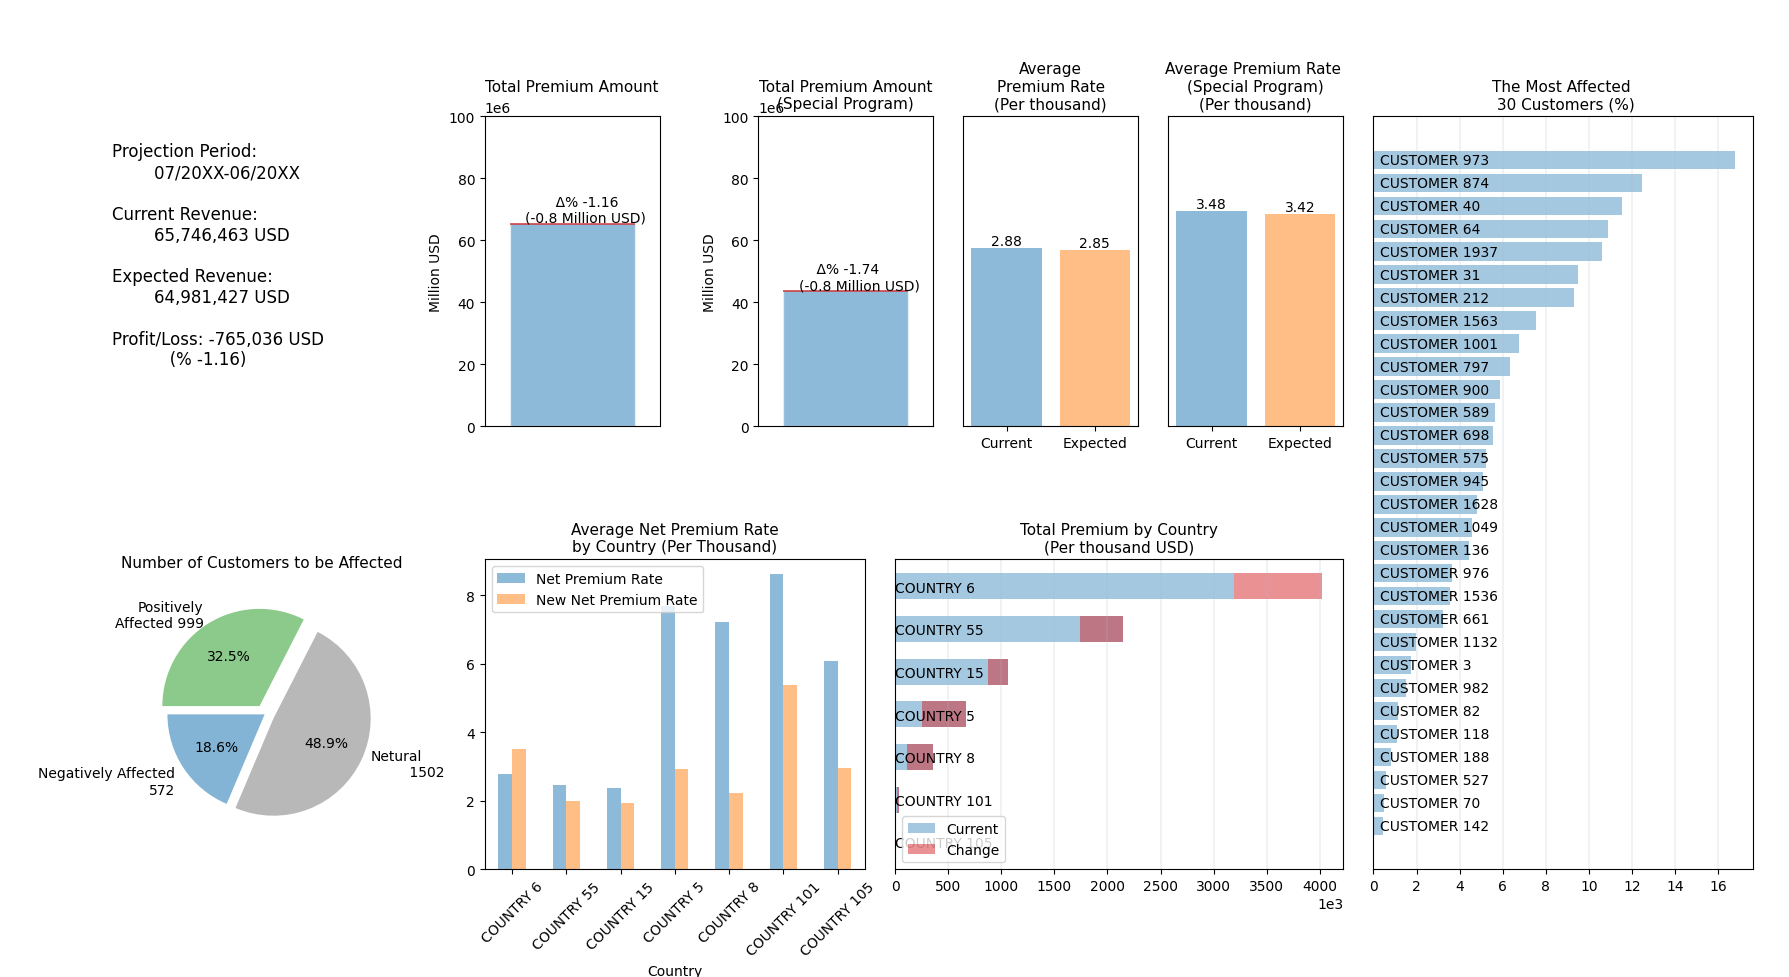 Projection Period:
07/20XX-06/20XX
Current Revenue:
65,746,463 USD
Expected Revenue:
64,981,427 USD
Profit/Loss: -765,036 USD
(% -1.16)
Total Premium Amount
1e6
100
80
60
40
20
0
Million USD
Δ% -1.16
(-0.8 Million USD)
Total Premium Amount
(Special Program)
1e6
100
80
60
40
20
0
Million USD
Δ% -1.74
(-0.8 Million USD)
Average
Premium Rate
(Per thousand)
2.88
2.85
Current
Expected
Average Premium Rate
(Special Program)
(Per thousand)
3.48
3.42
Current
Expected
The Most Affected
30 Customers (%)
CUSTOMER 973
CUSTOMER 874
CUSTOMER 40
CUSTOMER 64
CUSTOMER 1937
CUSTOMER 31
CUSTOMER 212
CUSTOMER 1563
CUSTOMER 1001
CUSTOMER 797
CUSTOMER 900
CUSTOMER 589
CUSTOMER 698
CUSTOMER 575
CUSTOMER 945
CUSTOMER 1628
CUSTOMER 1049
CUSTOMER 136
CUSTOMER 976
CUSTOMER 1536
CUSTOMER 661
CUSTOMER 1132
CUSTOMER 3
CUSTOMER 982
CUSTOMER 82
CUSTOMER 118
CUSTOMER 188
CUSTOMER 527
CUSTOMER 70
CUSTOMER 142
0 2 4 6 8 10 12 14 16
Number of Customers to be Affected
Positively
Affected 999
32.5%
18.6%
48.9%
Negatively Affected
572
Netural
1502
Average Net Premium Rate
by Country (Per Thousand)
Net Premium Rate
New Net Premium Rate
8
6
4
2
0
COUNTRY 6
COUNTRY 55
COUNTRY 15
COUNTRY 5
COUNTRY 8
COUNTRY 101
COUNTRY 105
Country
Total Premium by Country
(Per thousand USD)
COUNTRY 6
COUNTRY 55
COUNTRY 15
COUNTRY 5
COUNTRY 8
COUNTRY 101
COUNTRY 105
Current
Change
0 500 1000 1500 2000 2500 3000 3500 4000
1e3